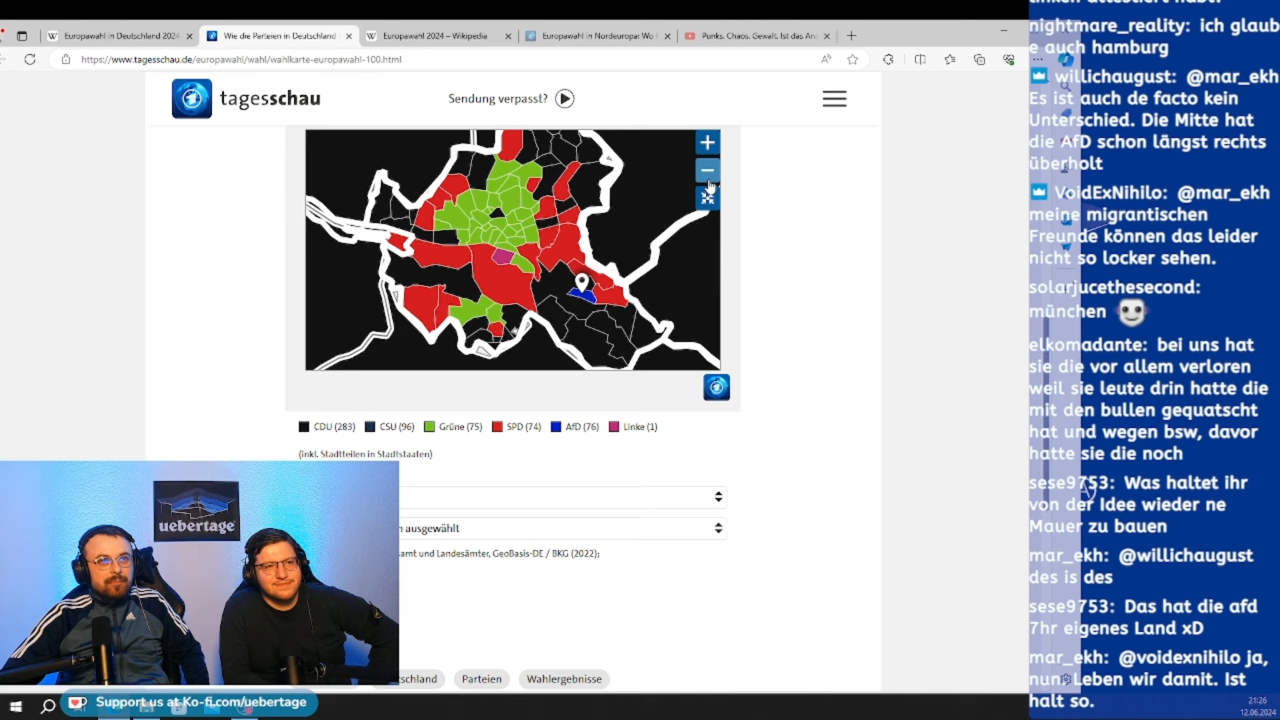 Europawahl in Deutschland 2024
Wie die Parteien in Deutschland
Europawahl 2024 – Wikipedia
Europawahl in Nordeuropa: Wo
Punks. Chaos. Gewalt. Ist das An
https://www.tagesschau.de/europawahl/wahl/wahlkarte-europawahl-100.html
tagesschau
Sendung verpasst?
CDU (283) CSU (96) Grüne (75) SPD (74) AfD (76) Linke (1)
(inkl. Stadtteilen in Stadtstaaten)
ausgewählt
amt und Landesämter, GeoBasis-DE / BKG (2022);
schland
Parteien
Wahlergebnisse
uebertage
Support us at Ko-fi.com/uebertage
nightmare_reality: ich glaub
e auch hamburg
willichaugust: @mar_ekh
Es ist auch de facto kein
Unterschied. Die Mitte hat
die AfD schon längst rechts
überholt
VoidExNihilo: @mar_ekh
meine migrantischen
Freunde können das leider
nicht so locker sehen.
solarjucethesecond:
münchen
elkomadante: bei uns hat
sie die vor allem verloren
weil sie leute drin hatte die
mit den bullen gequatscht
hat und wegen bsw, davor
hatte sie die noch
sese9753: Was haltet ihr
von der Idee wieder ne
Mauer zu bauen
mar_ekh: @willichaugust
des is des
sese9753: Das hat die afd
7hr eigenes Land xD
mar_ekh: @voidexnihilo ja,
nun. Leben wir damit. Ist
halt so.
21:26
12.06.2024